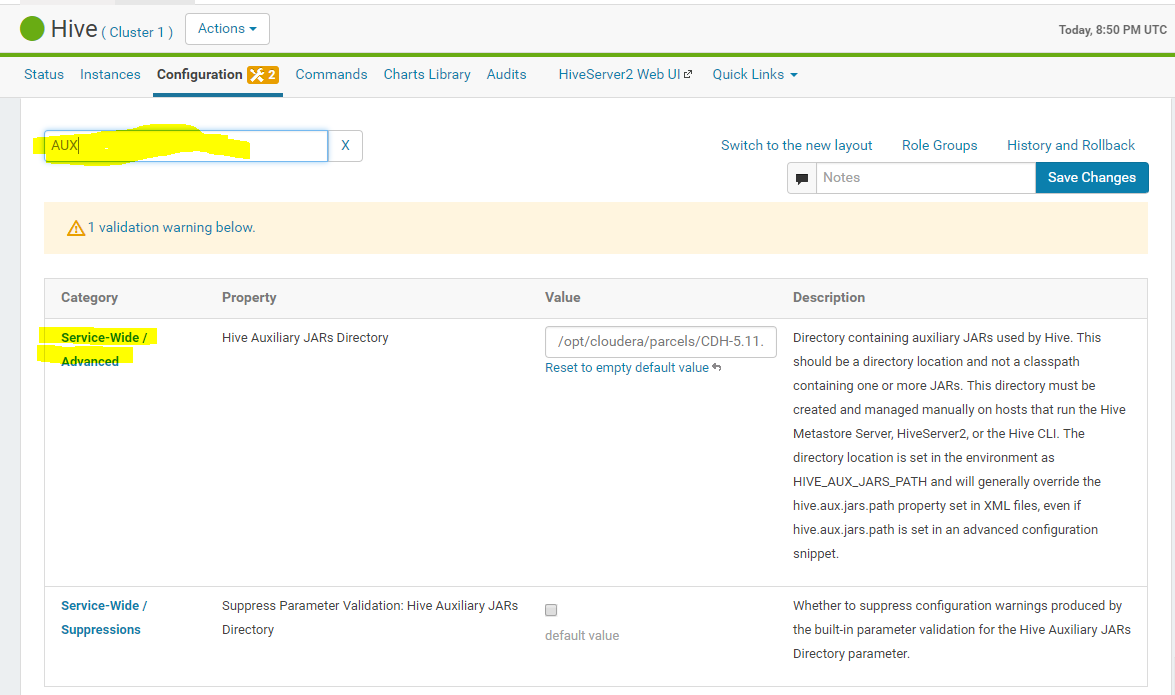 Hive ( Cluster 1 ) Actions
Today, 8:50 PM UTC
Status Instances Configuration 2 Commands Charts Library Audits HiveServer2 Web UI Quick Links
AUX X
Switch to the new layout Role Groups History and Rollback
Notes Save Changes
1 validation warning below.
Category Property Value Description
Service-Wide /
Advanced
Hive Auxiliary JARs Directory
/opt/cloudera/parcels/CDH-5.11.
Reset to empty default value
Directory containing auxiliary JARs used by Hive. This
should be a directory location and not a classpath
containing one or more JARs. This directory must be
created and managed manually on hosts that run the Hive
Metastore Server, HiveServer2, or the Hive CLI. The
directory location is set in the environment as
HIVE_AUX_JARS_PATH and will generally override the
hive.aux.jars.path property set in XML files, even if
hive.aux.jars.path is set in an advanced configuration
snippet.
Service-Wide /
Suppressions
Suppress Parameter Validation: Hive Auxiliary JARs
Directory
default value
Whether to suppress configuration warnings produced by
the built-in parameter validation for the Hive Auxiliary JARs
Directory parameter.